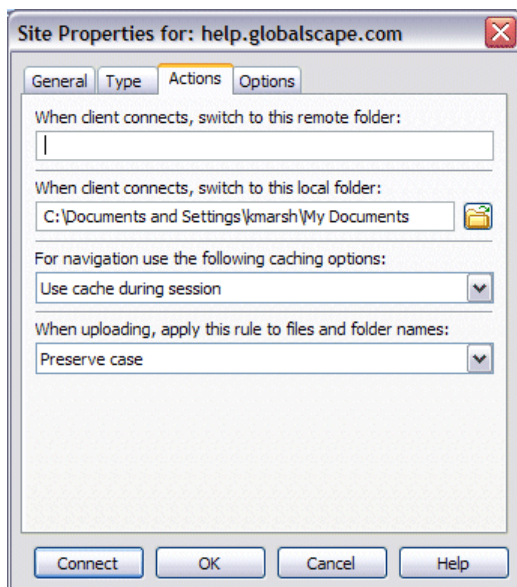 Site Properties for: help.globalscape.com
General Type Actions Options
When client connects, switch to this remote folder:
When client connects, switch to this local folder:
C:\Documents and Settings\kmarsh\My Documents
For navigation use the following caching options:
Use cache during session
When uploading, apply this rule to files and folder names:
Preserve case
Connect OK Cancel Help